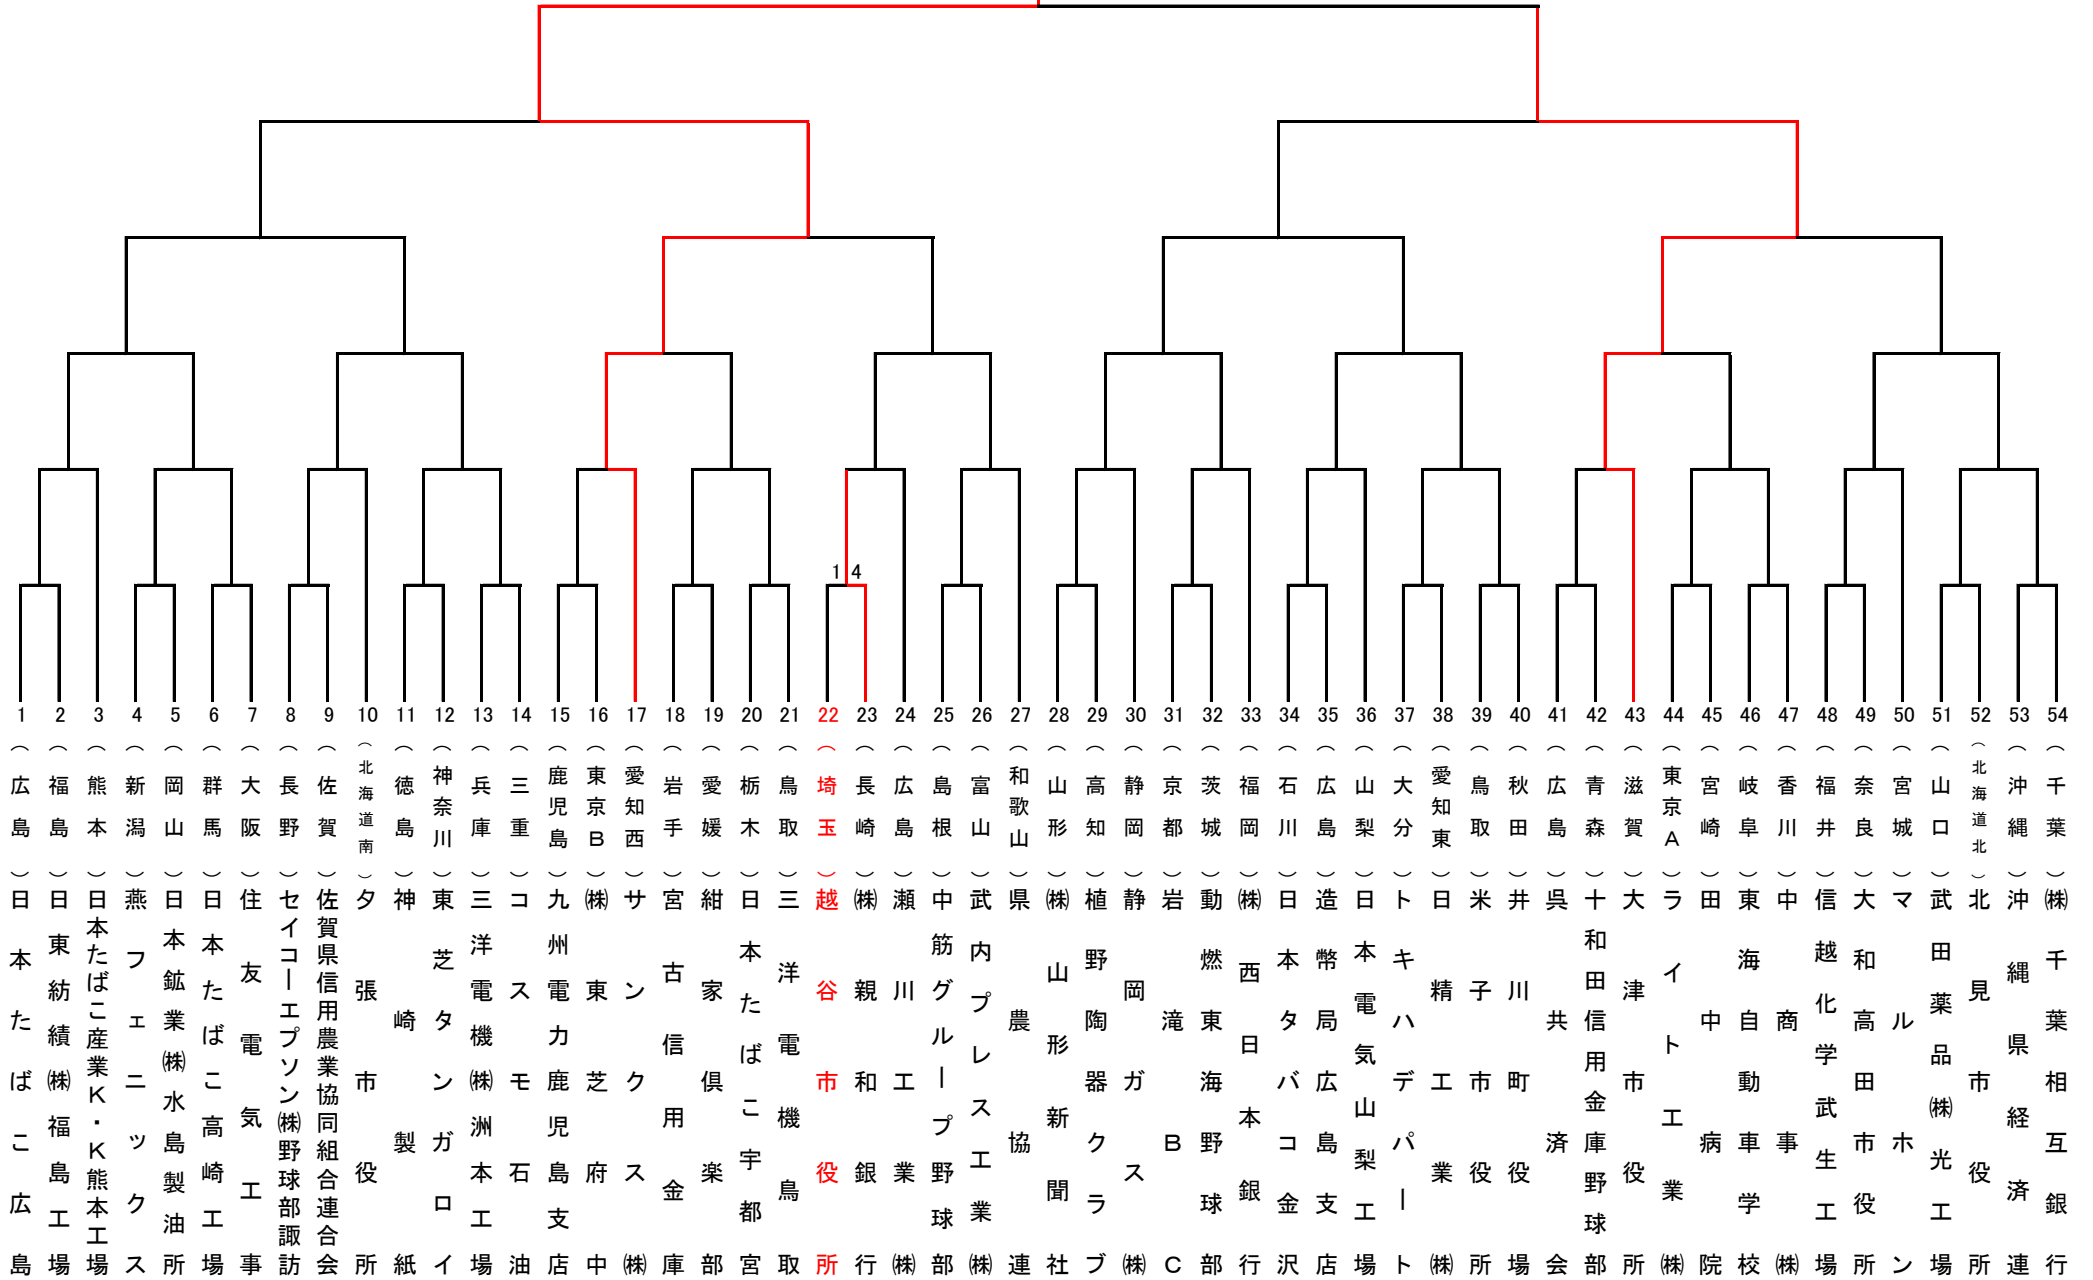 1 4
1 （広島）日本たばこ広島
2 （福島）日東紡績㈱福島工場
3 （熊本）日本たばこ産業K・K熊本工場
4 （新潟）燕フェニックス
5 （岡山）日本鉱業㈱水島製油所
6 （群馬）日本たばこ高崎工場
7 （大阪）住友電気工事
8 （長野）セイコーエプソン㈱野球部諏訪
9 （佐賀）佐賀県信用農業協同組合連合会
10 （北海道南）夕張市役所
11 （徳島）神崎製紙
12 （神奈川）東芝タンガロイ
13 （兵庫）三洋電機㈱洲本工場
14 （三重）コスモ石油
15 （鹿児島）九州電力鹿児島支店
16 （東京B）㈱東芝府中
17 （愛知西）サンクス㈱
18 （岩手）宮古信用金庫
19 （愛媛）紺家倶楽部
20 （栃木）日本たばこ宇都宮
21 （鳥取）三洋電機鳥取
22 （埼玉）越谷市役所
23 （長崎）㈱親和銀行
24 （広島）瀬川工業㈱
25 （島根）中筋グループ野球部
26 （富山）武内プレス工業㈱
27 （和歌山）県農協連
28 （山形）㈱山形新聞社
29 （高知）植野陶器クラブ
30 （静岡）静岡ガス㈱
31 （京都）岩滝BC
32 （茨城）動燃東海野球部
33 （福岡）㈱西日本銀行
34 （石川）日本タバコ金沢
35 （広島）造幣局広島支店
36 （山梨）日本電気山梨工場
37 （大分）トキハデパート
38 （愛知東）日精工業㈱
39 （鳥取）米子市役所
40 （秋田）井川町役場
41 （広島）呉共済会
42 （青森）十和田信用金庫野球部
43 （滋賀）大津市役所
44 （東京A）ライト工業㈱
45 （宮崎）田中病院
46 （岐阜）東海自動車学校
47 （香川）中商事㈱
48 （福井）信越化学武生工場
49 （奈良）大和高田市役所
50 （宮城）マルホン
51 （山口）武田薬品㈱光工場
52 （北海道北）北見市役所
53 （沖縄）沖縄県経済連
54 （千葉）㈱千葉相互銀行